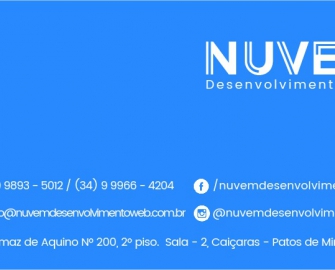 NUVE
Desenvolviment
9893 - 5012 / (34) 9 9966 - 4204
/nuvemdesenvolvime
o@nuvemdesenvolvimentoweb.com.br
@nuvemdesenvolvim
maz de Aquino Nº 200, 2º piso. Sala - 2, Caiçaras - Patos de Mi